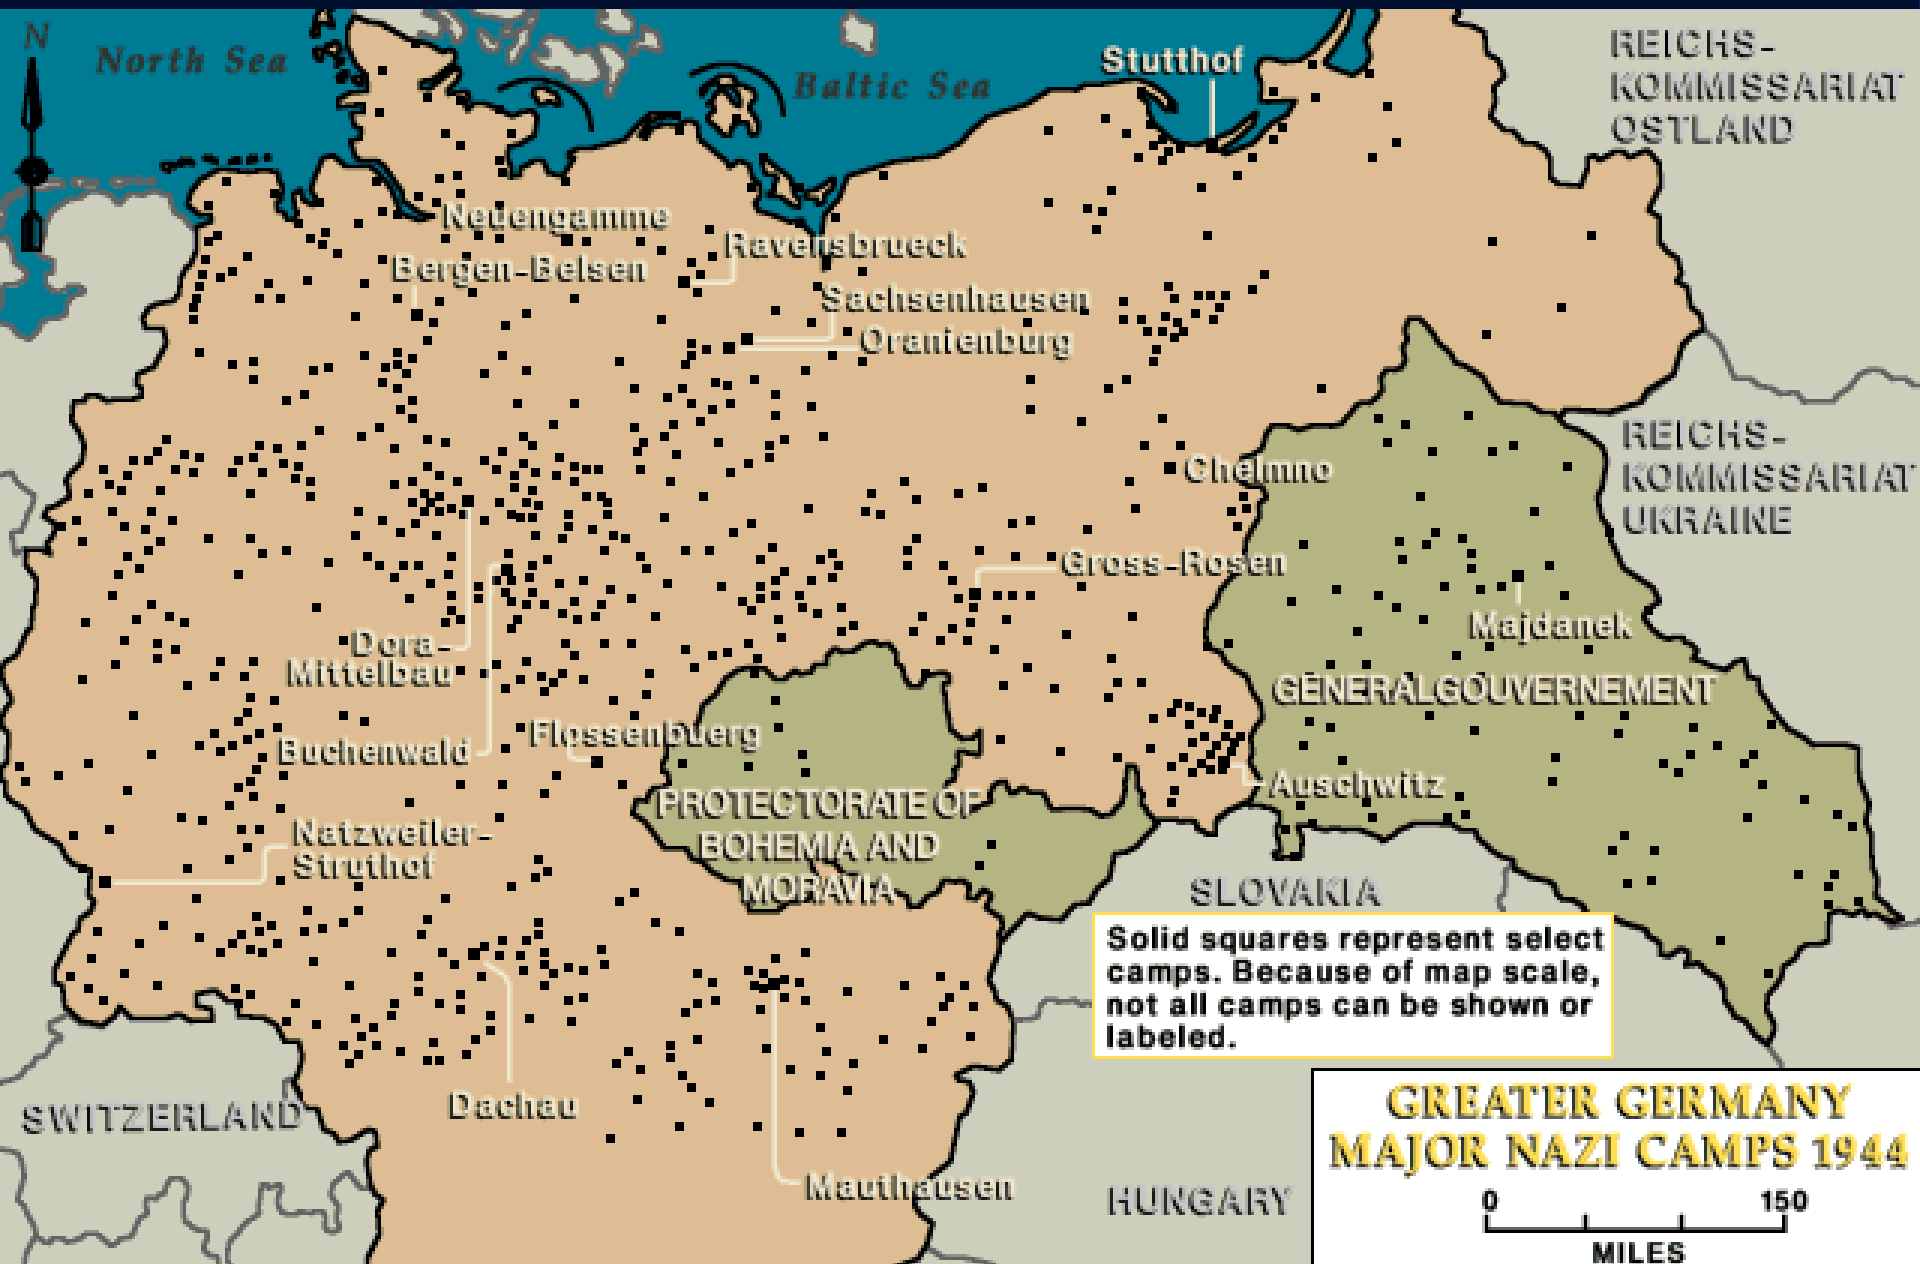 N
North Sea
Baltic Sea
Stutthof
REICHS-
KOMMISSARIAT
OSTLAND
Neuengamme
Ravensbrueck
Bergen-Belsen
Sachsenhausen
Oranienburg
REICHS-
KOMMISSARIAT
UKRAINE
Chelmno
Gross-Rosen
Majdanek
Dora-
Mittelbau
GENERALGOUVERNEMENT
Flossenbuerg
Buchenwald
Auschwitz
PROTECTORATE OF
BOHEMIA AND
MORAVIA
Natzweiler-
Struthof
SLOVAKIA
Solid squares represent select
camps. Because of map scale,
not all camps can be shown or
labeled.
SWITZERLAND
Dachau
GREATER GERMANY
MAJOR NAZI CAMPS 1944
Mauthausen
HUNGARY
0 150
MILES